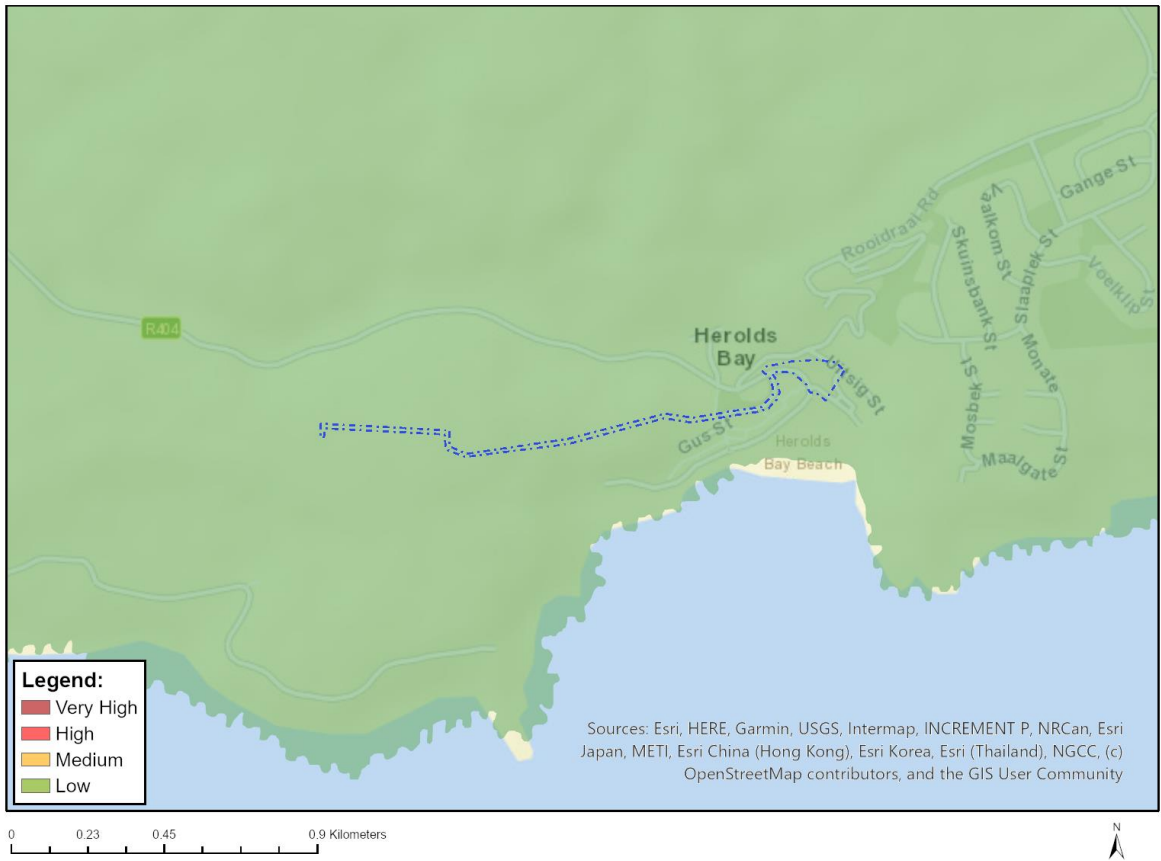 Gange St
Vaalkom St
Rooidraai Rd
Skuinsbank St
Slaaplek St
Voelklip St
R404
Herolds
Bay
Uitsig St
Monate St
Mosbek St
Gus St
Herolds
Bay Beach
Maalgate St
Legend:
Very High
High
Medium
Low
Sources: Esri, HERE, Garmin, USGS, Intermap, INCREMENT P, NRCan, Esri
Japan, METI, Esri China (Hong Kong), Esri Korea, Esri (Thailand), NGCC, (c)
OpenStreetMap contributors, and the GIS User Community
0 0.23 0.45 0.9 Kilometers
N